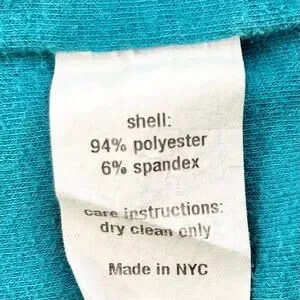 shell:
94% polyester
6% spandex
care instructions:
dry clean only
Made in NYC